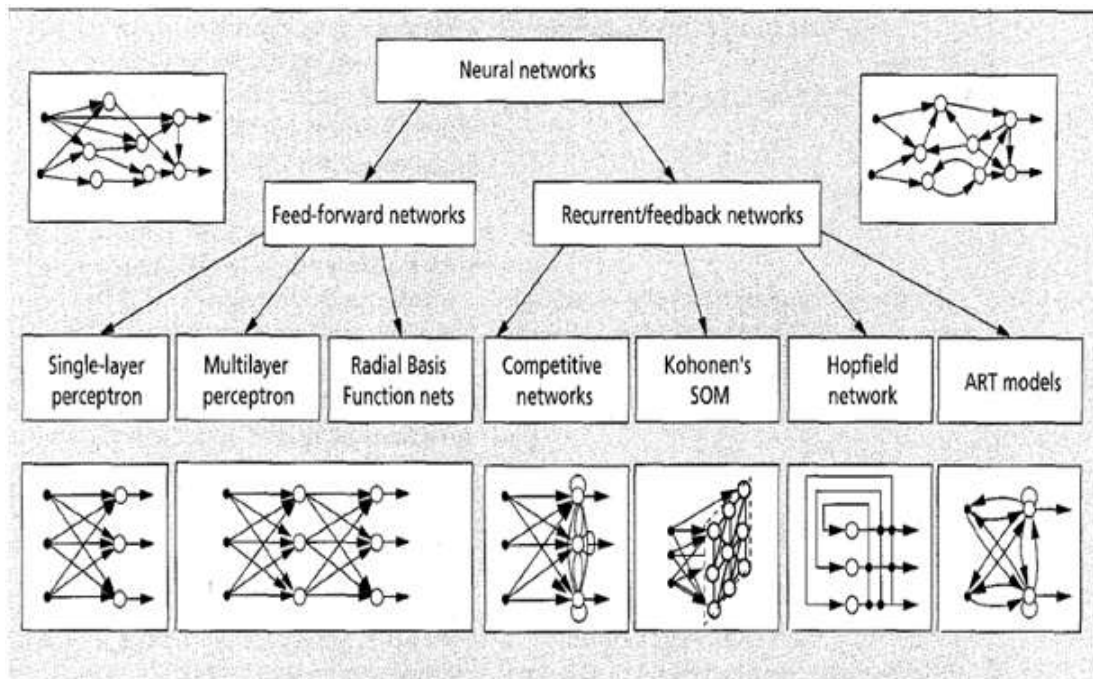 Neural networks
Feed-forward networks
Recurrent/feedback networks
Single-layer
perceptron
Multilayer
perceptron
Radial Basis
Function nets
Competitive
networks
Kohonen's
SOM
Hopfield
network
ART models